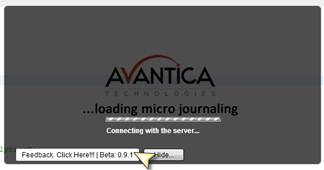 AVANTICA
TECHNOLOGIES
...loading micro journaling
Connecting with the server...
Feedback. Click Here!!! | Beta: 0.9.1
Hide...